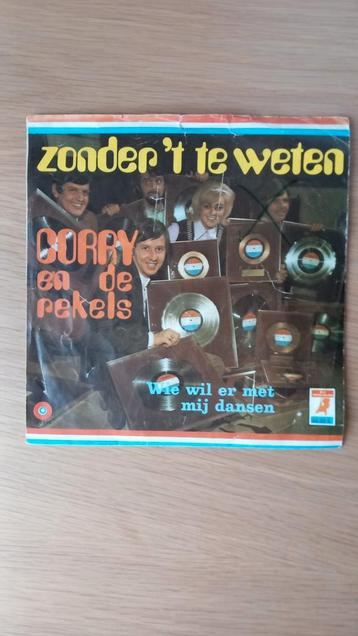 zonder 't te weten
CORRY
en de
rekels
Wie wil er met
mij dansen